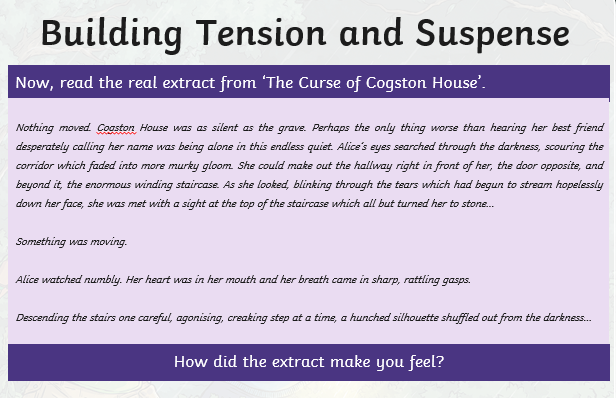 Building Tension and Suspense
Now, read the real extract from ‘The Curse of Cogston House’.
Nothing moved. Cogston House was as silent as the grave. Perhaps the only thing worse than hearing her best friend
desperately calling her name was being alone in this endless quiet. Alice’s eyes searched through the darkness, scouring the
corridor which faded into more murky gloom. She could make out the hallway right in front of her, the door opposite, and
beyond it, the enormous winding staircase. As she looked, blinking through the tears which had begun to stream hopelessly
down her face, she was met with a sight at the top of the staircase which all but turned her to stone...
Something was moving.
Alice watched numbly. Her heart was in her mouth and her breath came in sharp, rattling gasps.
Descending the stairs one careful, agonising, creaking step at a time, a hunched silhouette shuffled out from the darkness...
How did the extract make you feel?